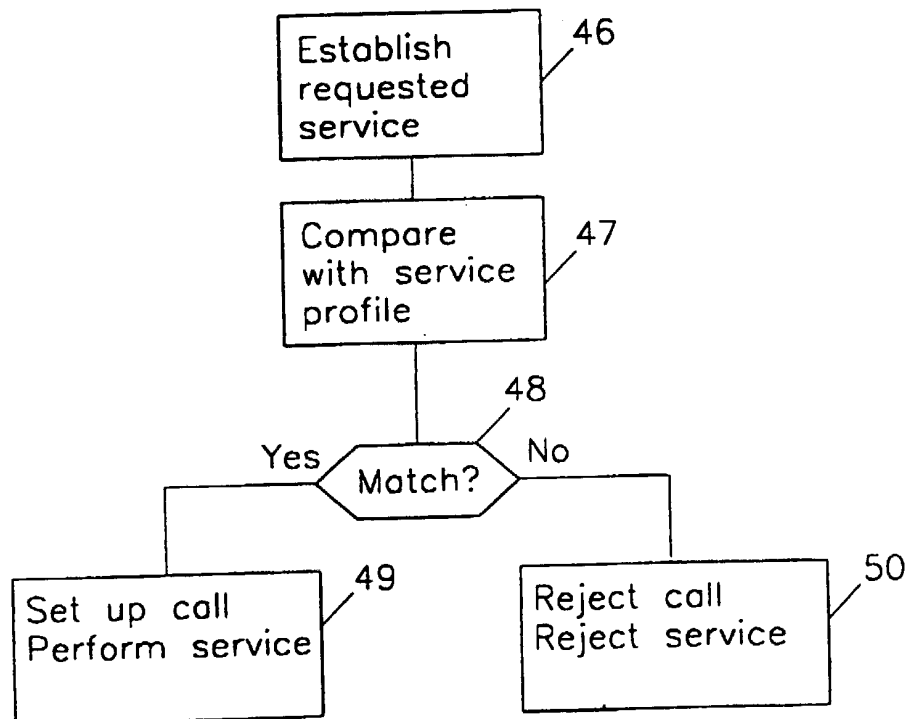 Establish
requested
service
46
Compare
with service
profile
47
48
Yes
Match?
No
Set up call
Perform service
49
Reject call
Reject service
50